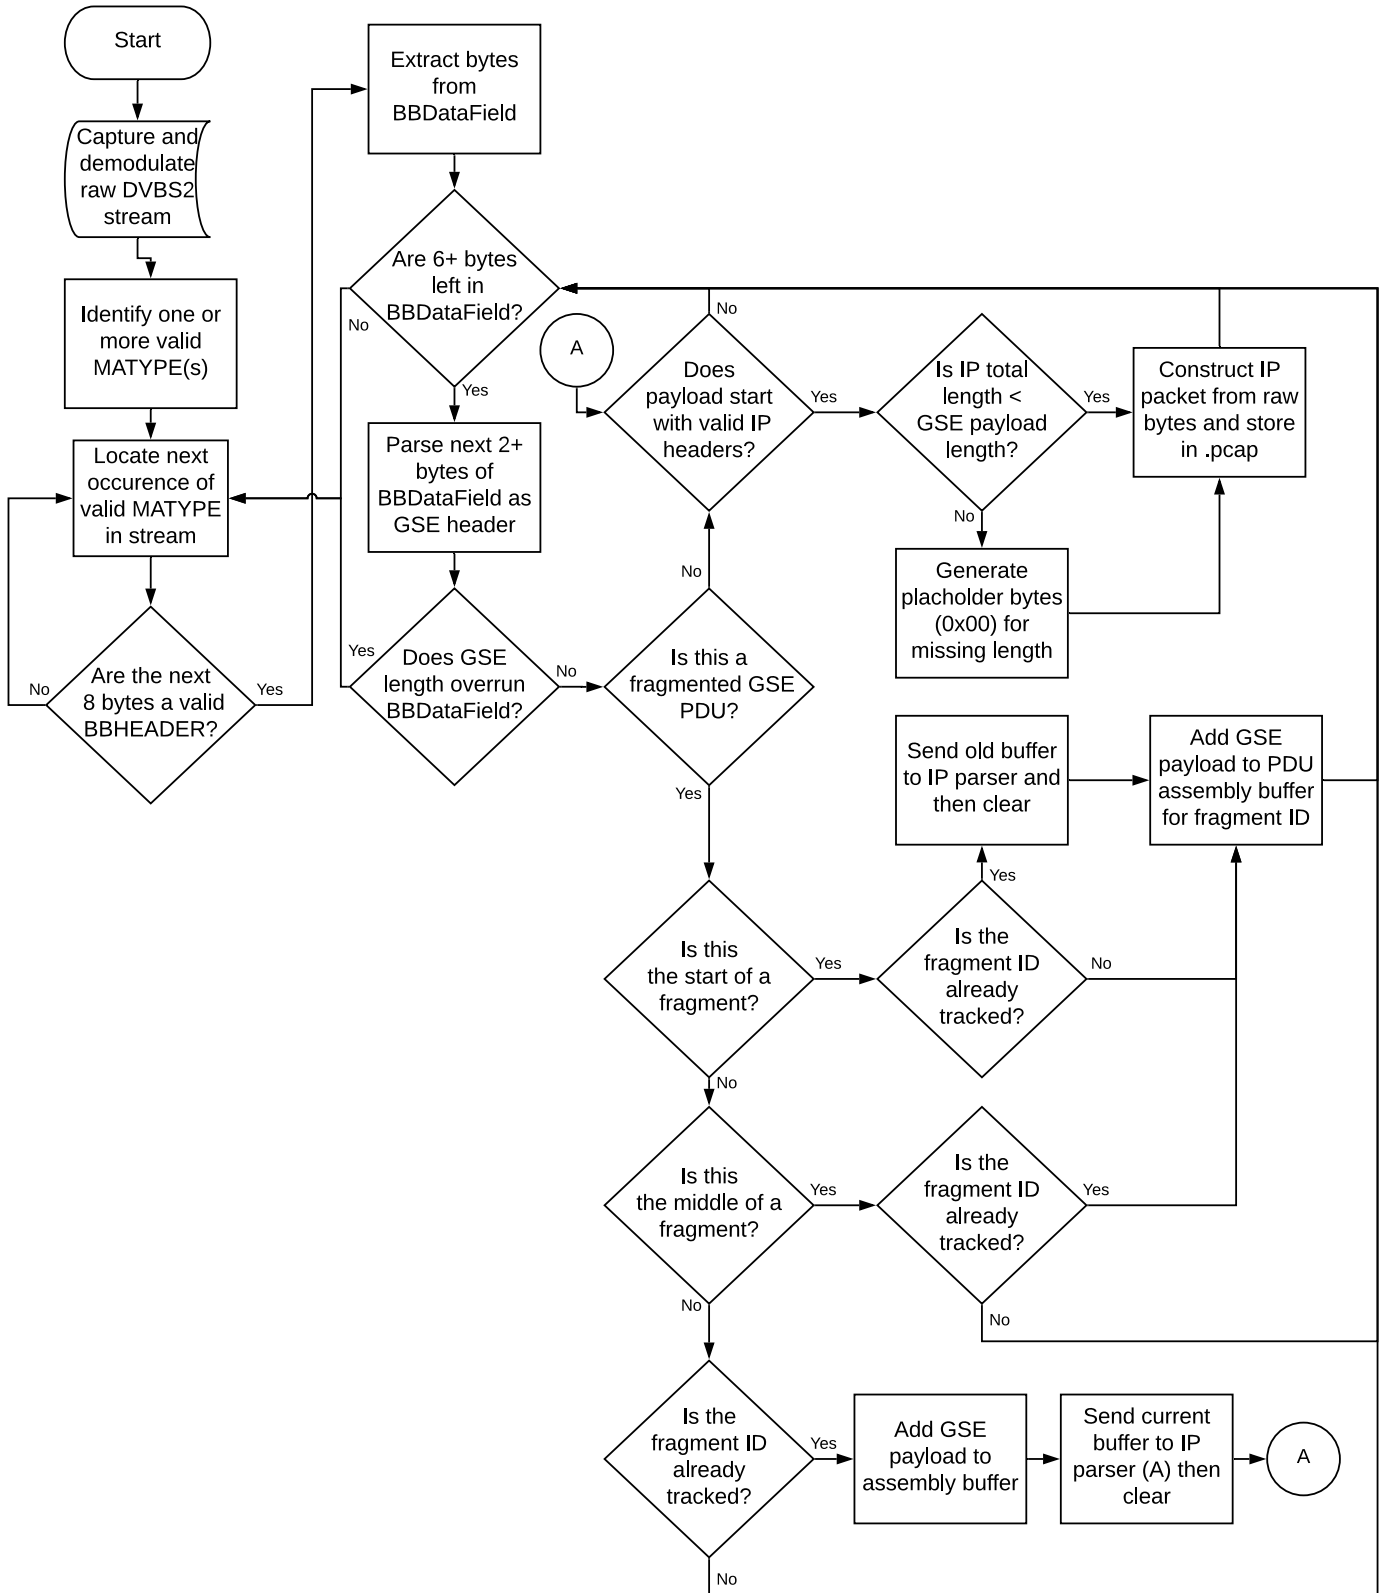 Start
Capture and
demodulate
raw DVBS2
stream
Identify one or
more valid
MATYPE(s)
Locate next
occurence of
valid MATYPE
in stream
Are the next
8 bytes a valid
BBHEADER?
No
Yes
Extract bytes
from
BBDataField
Are 6+ bytes
left in
BBDataField?
No
Yes
Parse next 2+
bytes of
BBDataField as
GSE header
Does GSE
length overrun
BBDataField?
Yes
No
A
Does
payload start
with valid IP
headers?
No
Yes
Is IP total
length <
GSE payload
length?
Yes
No
Construct IP
packet from raw
bytes and store
in .pcap
Generate
placholder bytes
(0x00) for
missing length
Is this a
fragmented GSE
PDU?
No
Yes
Send old buffer
to IP parser and
then clear
Add GSE
payload to PDU
assembly buffer
for fragment ID
Is this
the start of a
fragment?
Yes
No
Is the
fragment ID
already
tracked?
Yes
No
Is this
the middle of a
fragment?
Yes
No
Is the
fragment ID
already
tracked?
Yes
No
Is the
fragment ID
already
tracked?
Yes
No
Add GSE
payload to
assembly buffer
Send current
buffer to IP
parser (A) then
clear
A